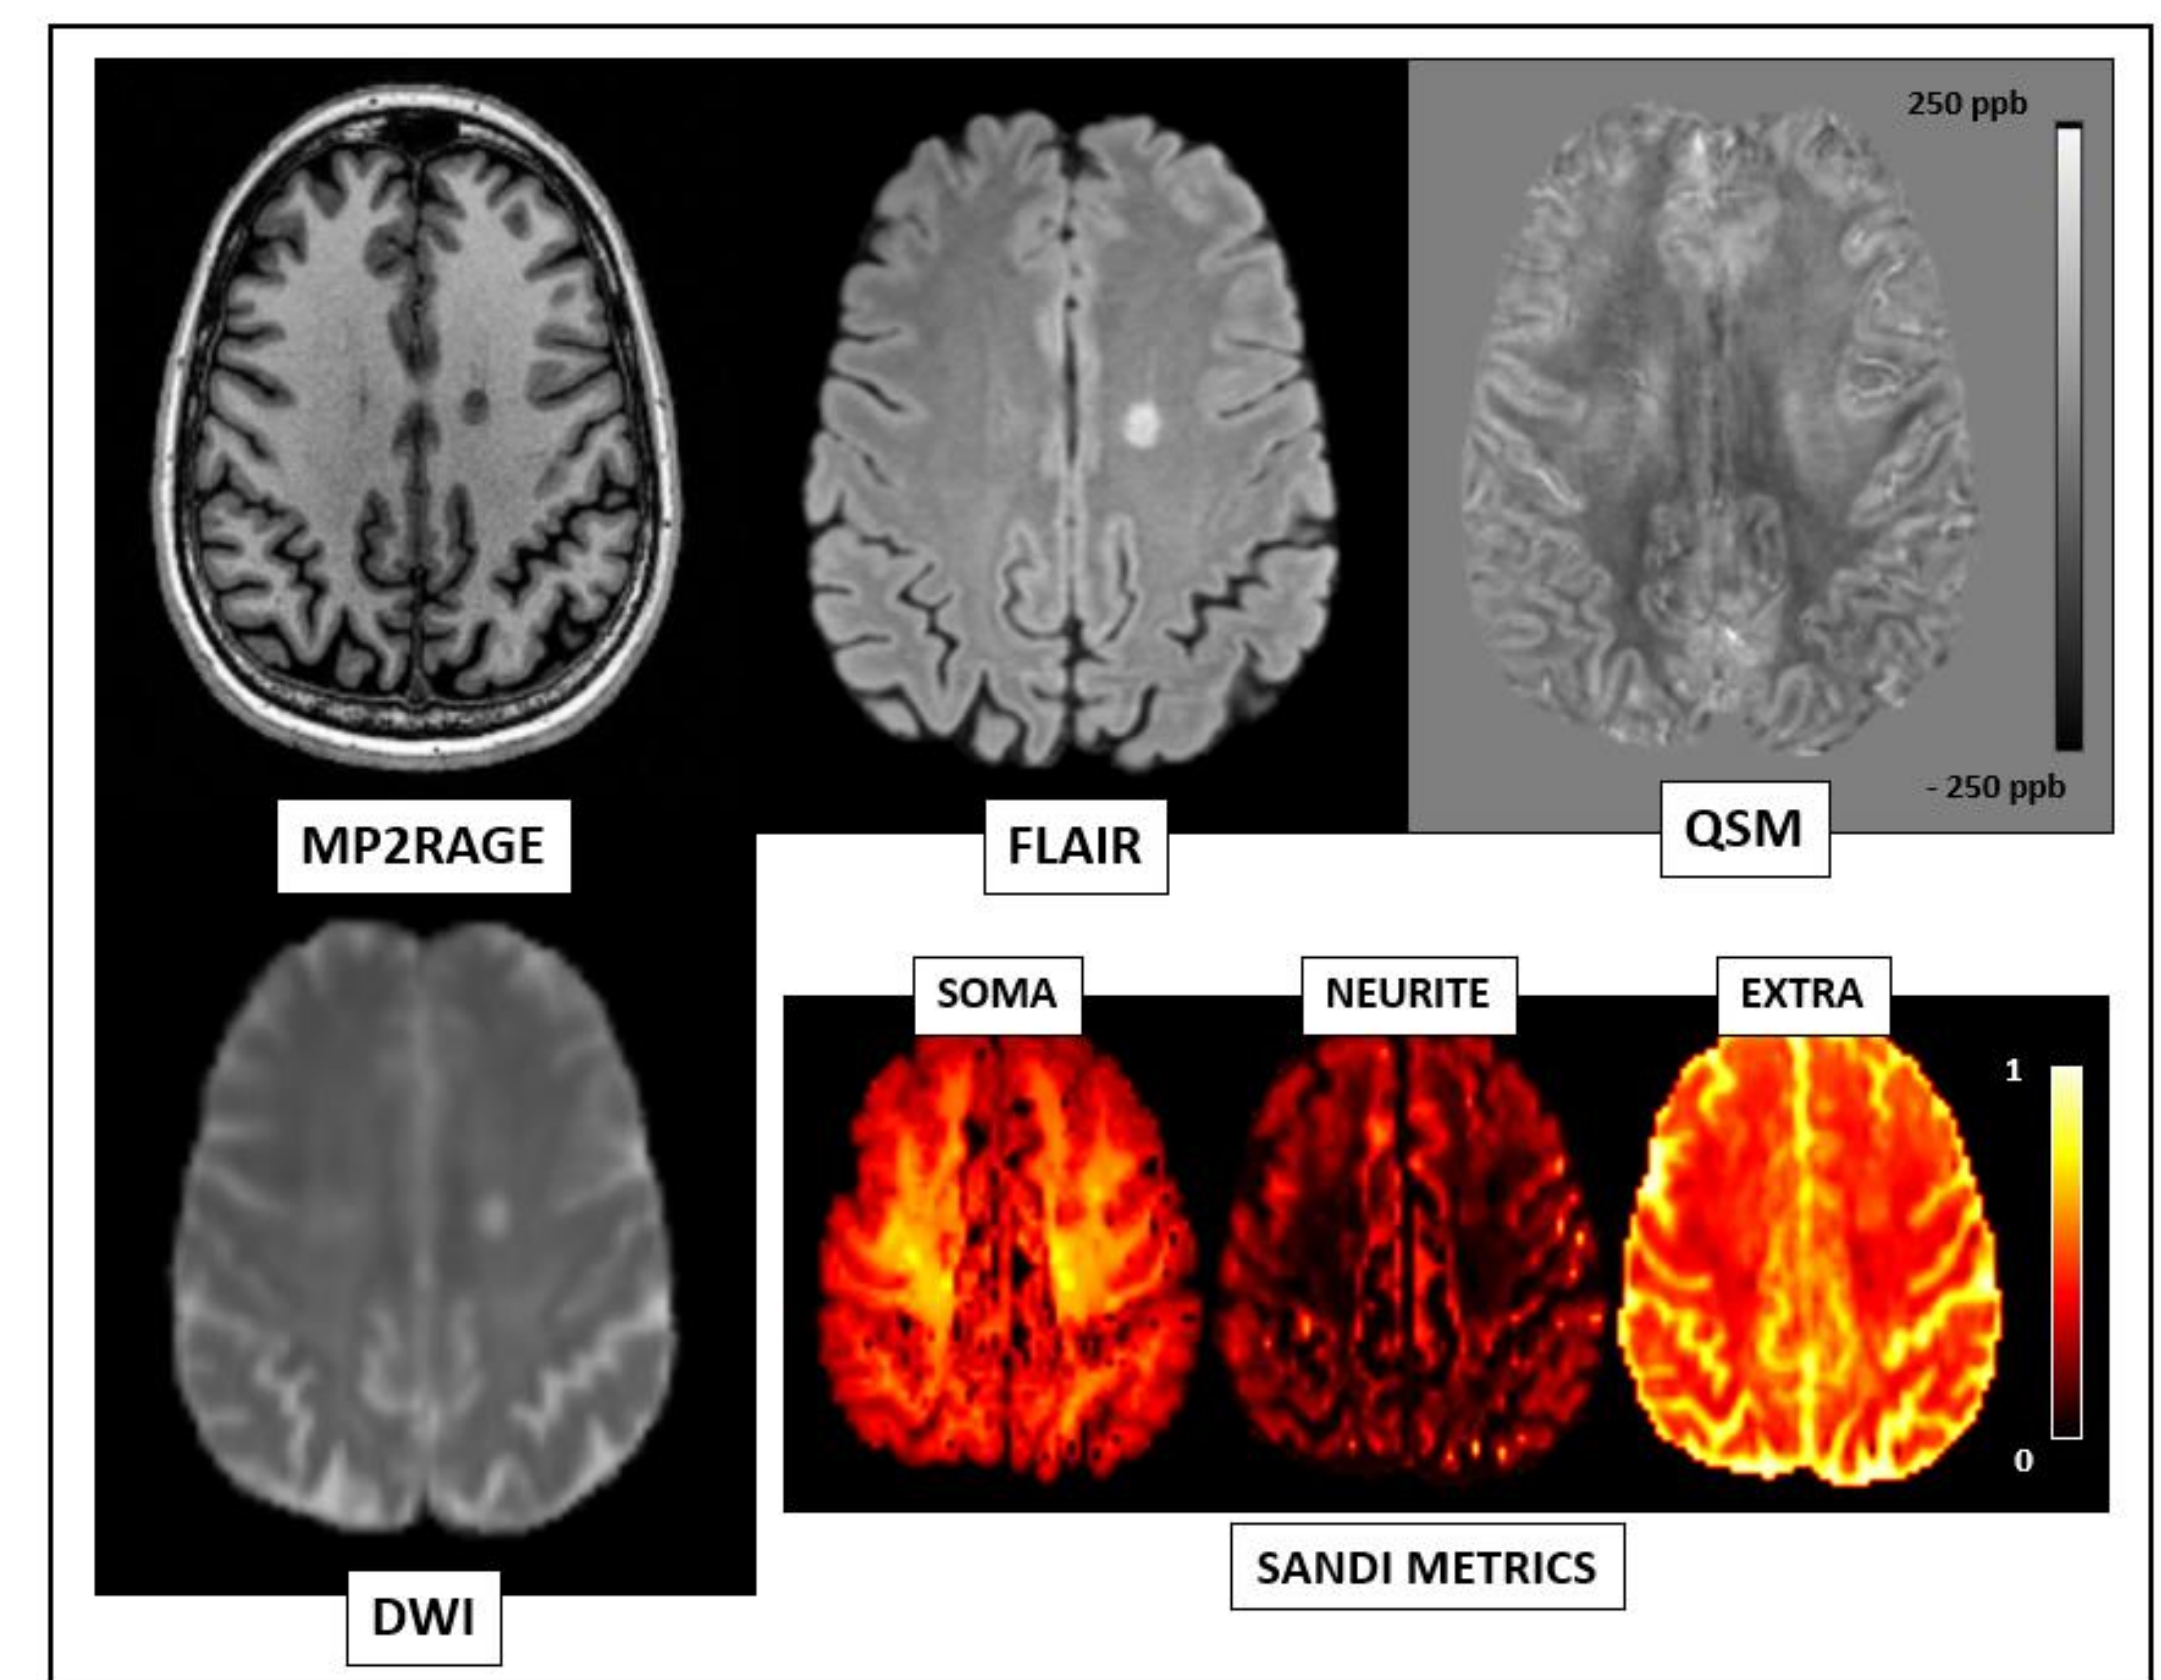 250 ppb
- 250 ppb
MP2RAGE
FLAIR
QSM
SOMA
NEURITE
EXTRA
1
0
SANDI METRICS
DWI